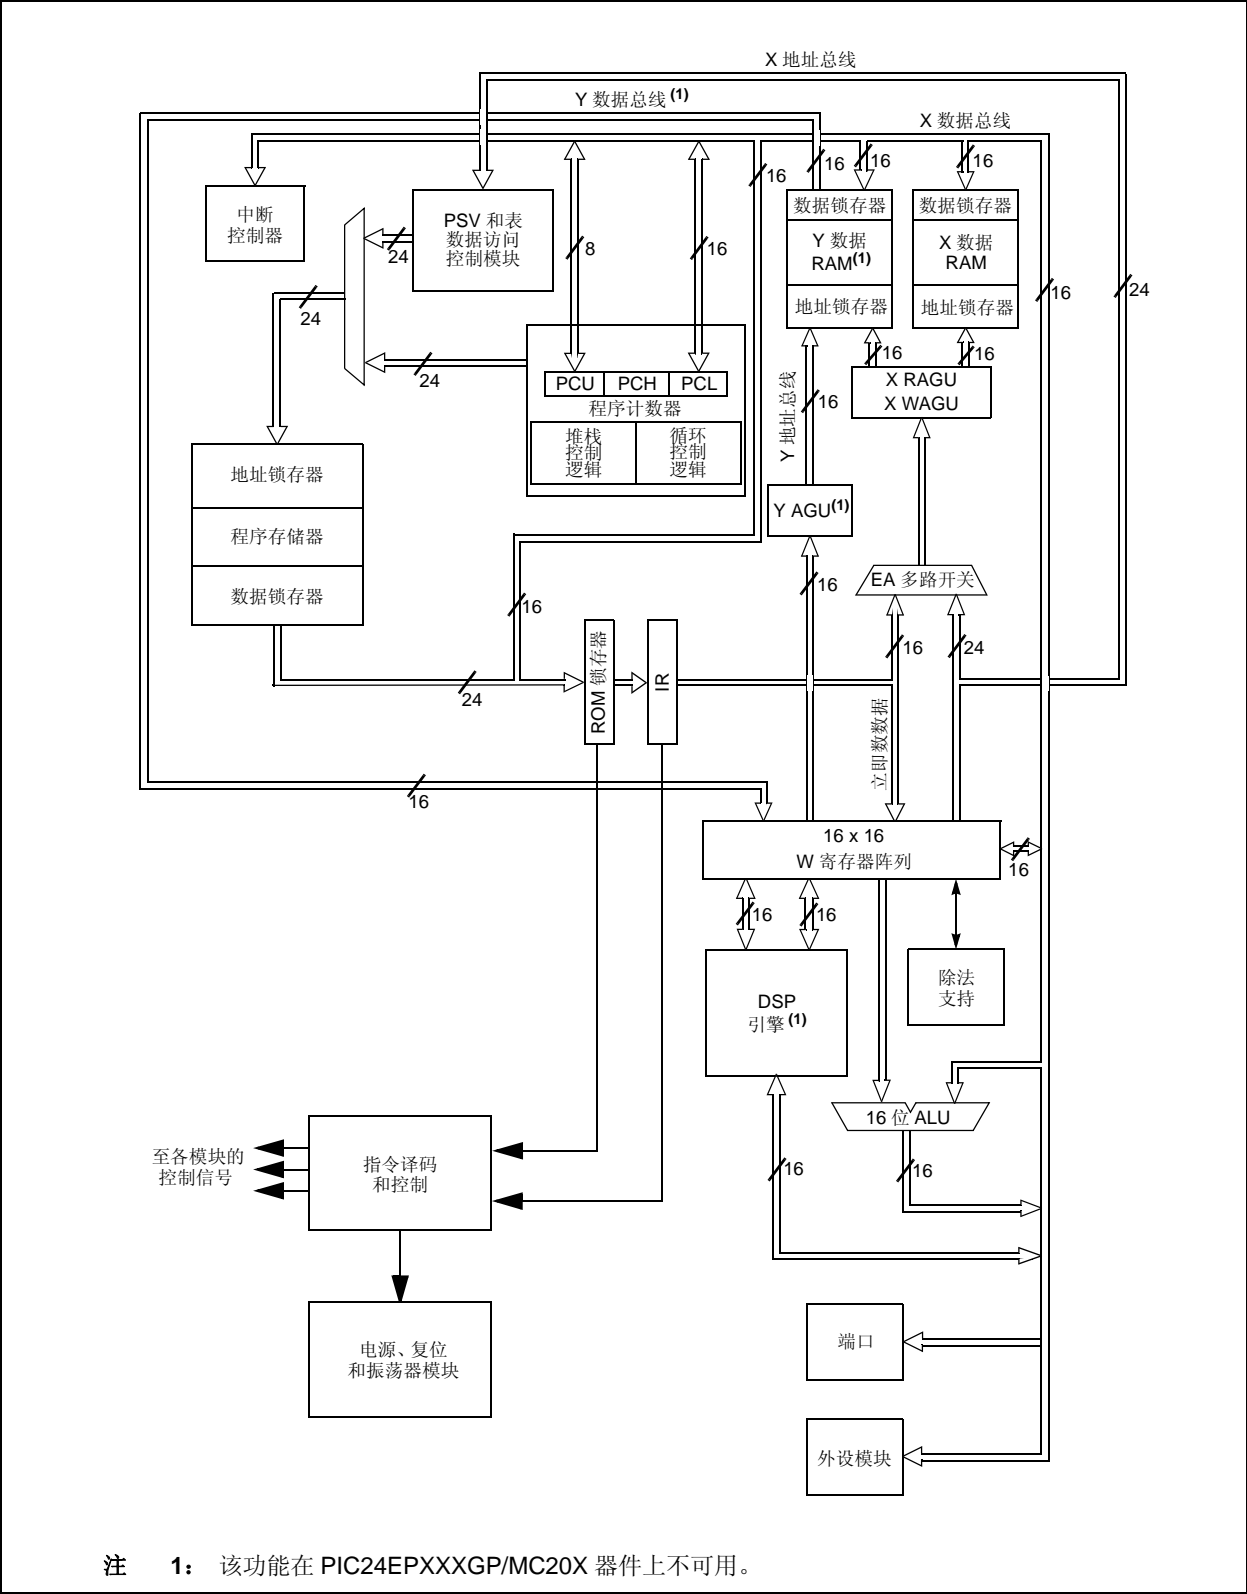 X 地址总线
Y 数据总线(1)
X 数据总线
16
16
16
16
中断
控制器
PSV 和表
数据访问
控制模块
24
8
16
数据锁存器
Y 数据
RAM(1)
地址锁存器
数据锁存器
X 数据
RAM
地址锁存器
16
24
24
24
16
16
PCU
PCH
PCL
程序计数器
堆栈
控制
逻辑
循环
控制
逻辑
X RAGU
X WAGU
Y 地址总线
16
Y AGU(1)
地址锁存器
程序存储器
数据锁存器
EA 多路开关
16
16
16
24
24
ROM 锁存器
IR
立即数数据
16
16 x 16
W 寄存器阵列
16
16
16
DSP
引擎(1)
除法
支持
16 位 ALU
16
16
至各模块的
控制信号
指令译码
和控制
电源、复位
和振荡器模块
端口
外设模块
注 1： 该功能在 PIC24EPXXXGP/MC20X 器件上不可用。